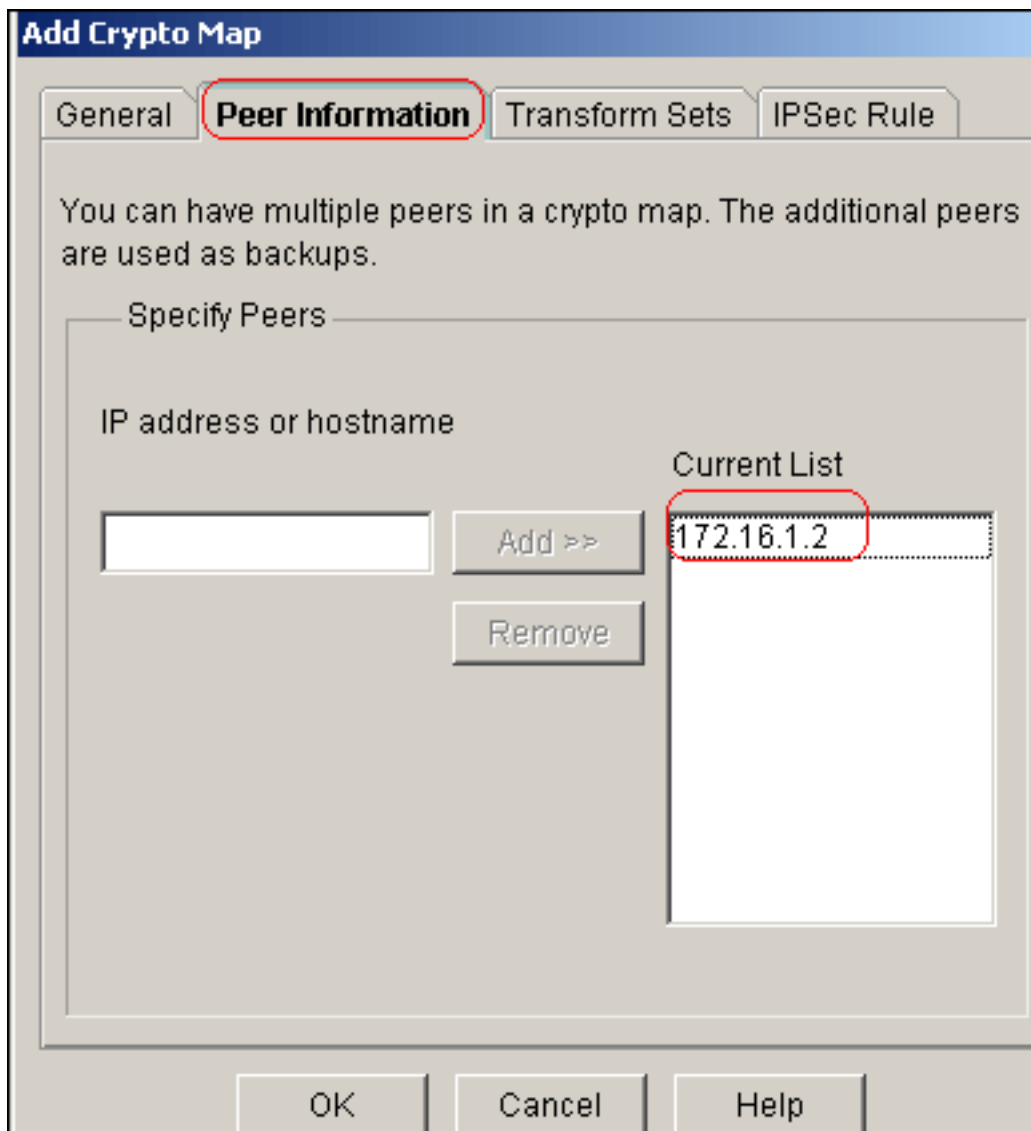 Add Crypto Map
General Peer Information Transform Sets IPSec Rule
You can have multiple peers in a crypto map. The additional peers
are used as backups.
Specify Peers
IP address or hostname
Current List
Add >>
172.16.1.2
Remove
OK Cancel Help